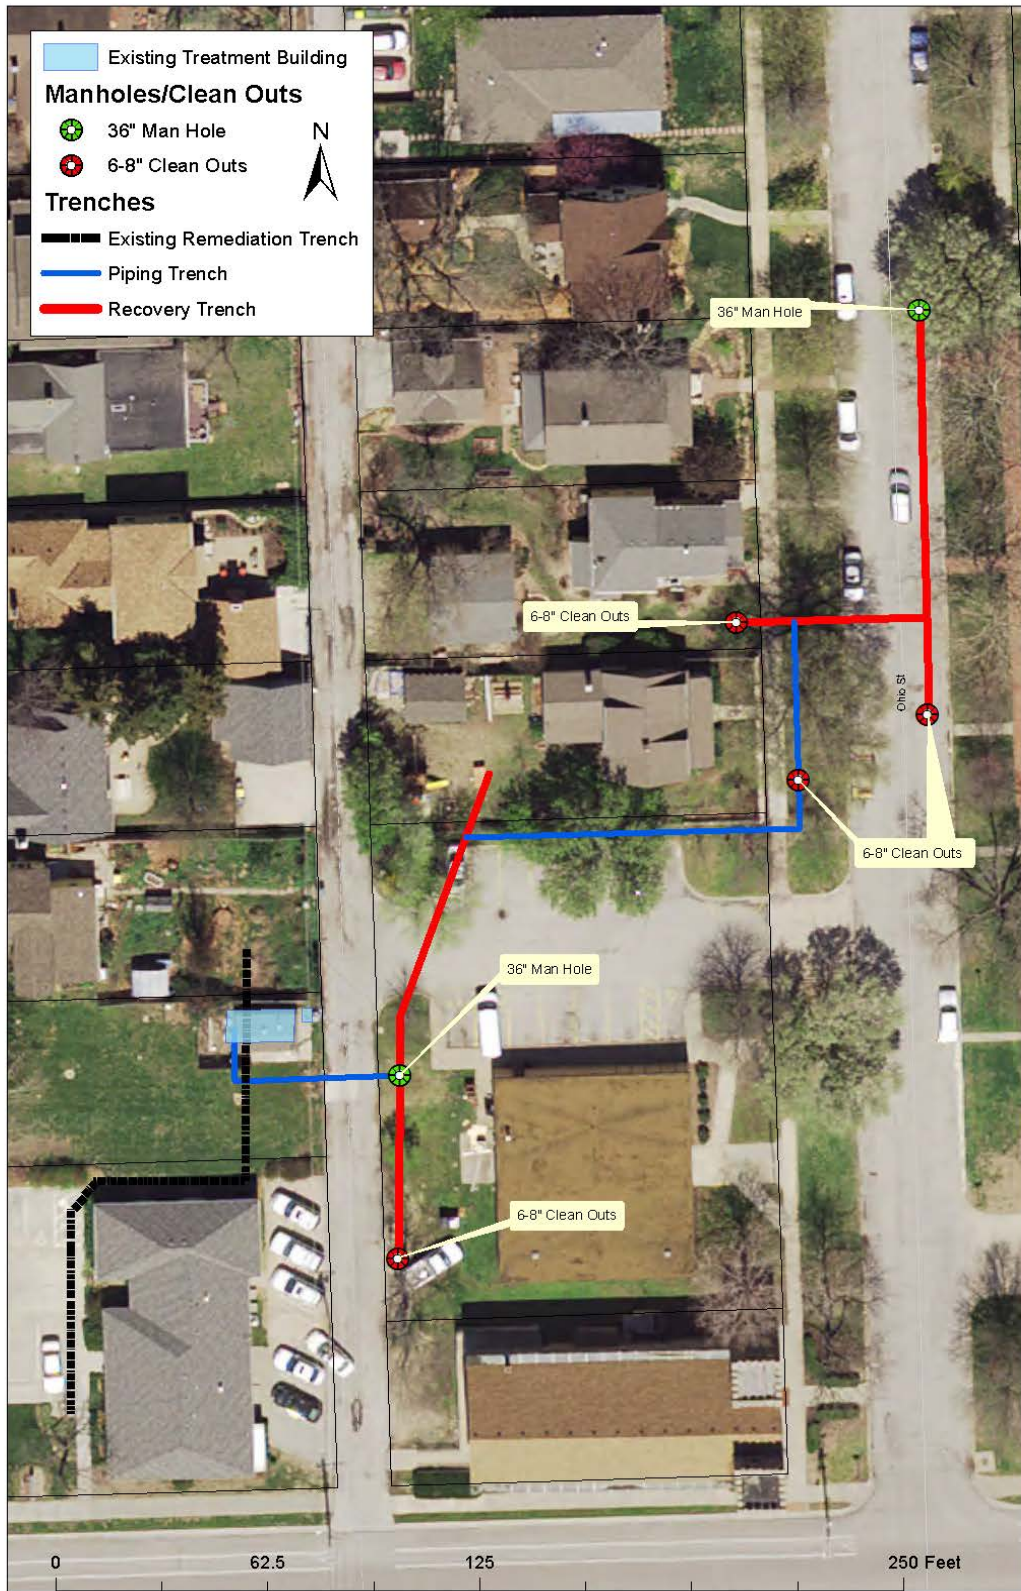 Existing Treatment Building
Manholes/Clean Outs
36" Man Hole
6-8" Clean Outs
N
Trenches
Existing Remediation Trench
Piping Trench
Recovery Trench
36" Man Hole
6-8" Clean Outs
Ohio St
6-8" Clean Outs
36" Man Hole
6-8" Clean Outs
0 62.5 125 250 Feet